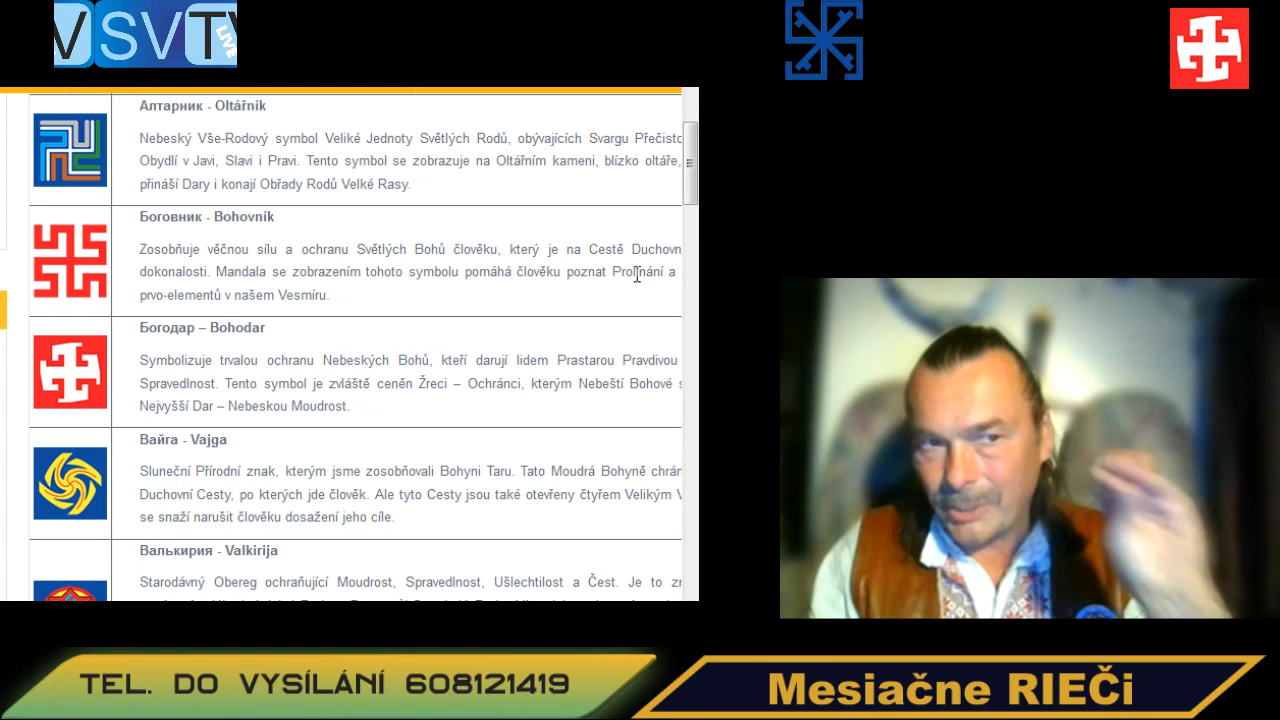 VSVTV
LIVE
Алтарник - Oltářník
Nebeský Vše-Rodový symbol Veliké Jednoty Světlých Rodů, obývajících Svargu Přečisto
Obydlí v Javi, Slavi i Pravi. Tento symbol se zobrazuje na Oltářním kameni, blízko oltáře,
přináší Dary i konají Obřady Rodů Velké Rasy.
Боговник - Bohovník
Zosobňuje věčnou sílu a ochranu Světlých Bohů člověku, který je na Cestě Duchovn
dokonalosti. Mandala se zobrazením tohoto symbolu pomáhá člověku poznat Prolínání a
prvo-elementů v našem Vesmíru.
Богодар – Bohodar
Symbolizuje trvalou ochranu Nebeských Bohů, kteří darují lidem Prastarou Pravdivou
Spravedlnost. Tento symbol je zvláště ceněn Žreci – Ochránci, kterým Nebeští Bohové s
Nejvyšší Dar – Nebeskou Moudrost.
Вайга - Vajga
Sluneční Přírodní znak, kterým jsme zosobňovali Bohyni Taru. Tato Moudrá Bohyně chrán
Duchovní Cesty, po kterých jde člověk. Ale tyto Cesty jsou také otevřeny čtyřem Velikým V
se snaží narušit člověku dosažení jeho cíle.
Валькирия - Valkirija
Starodávný Obereg ochraňující Moudrost, Spravedlnost, Ušlechtilost a Čest. Je to zn
TEL. DO VYSÍLÁNÍ 608121419
Mesiačne RIEČi